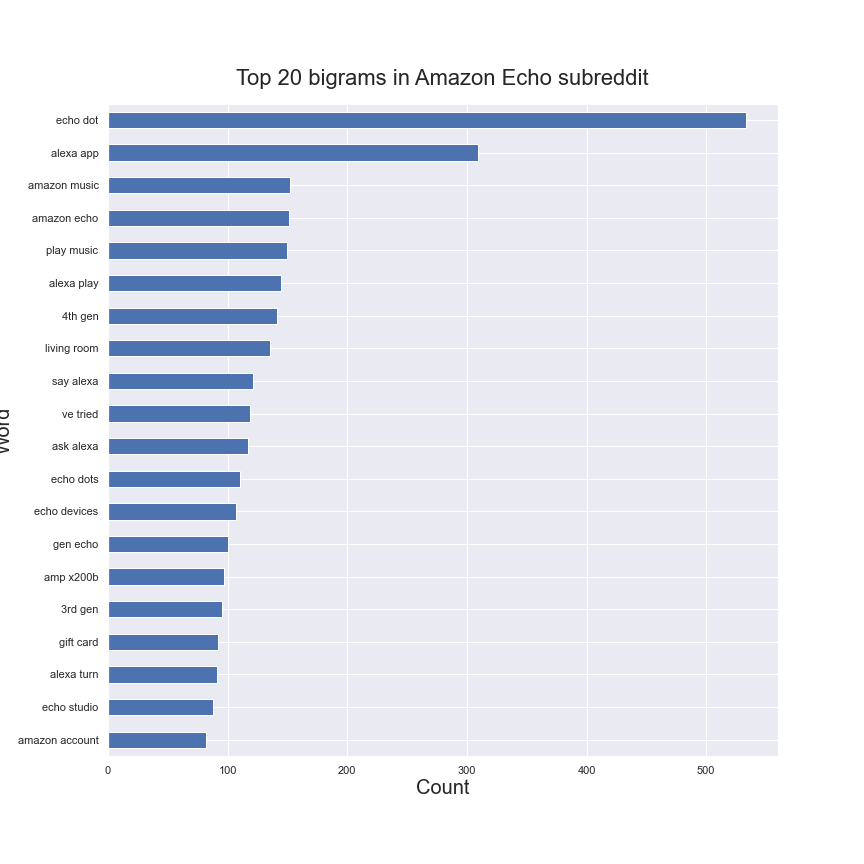 Top 20 bigrams in Amazon Echo subreddit
echo dot
alexa app
amazon music
amazon echo
play music
alexa play
4th gen
living room
say alexa
ve tried
ask alexa
echo dots
echo devices
gen echo
amp x200b
3rd gen
gift card
alexa turn
echo studio
amazon account
Word
0 100 200 300 400 500
Count